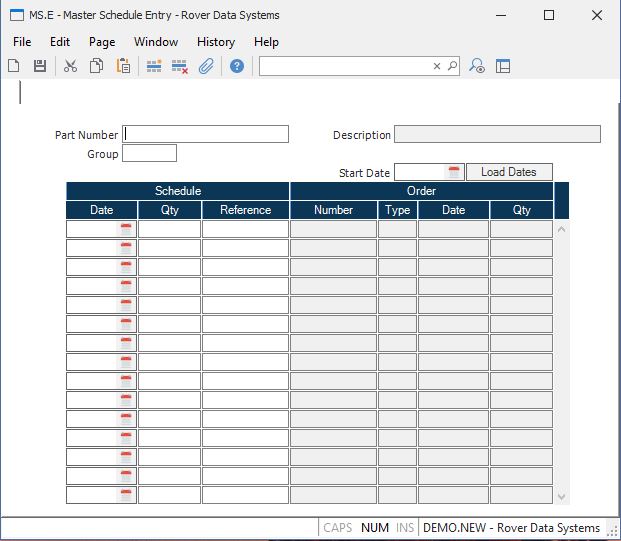 MS.E - Master Schedule Entry - Rover Data Systems
File Edit Page Window History Help
Part Number Description
Group
Start Date Load Dates
Schedule Order
Date Qty Reference Number Type Date Qty
CAPS NUM INS DEMO.NEW - Rover Data Systems